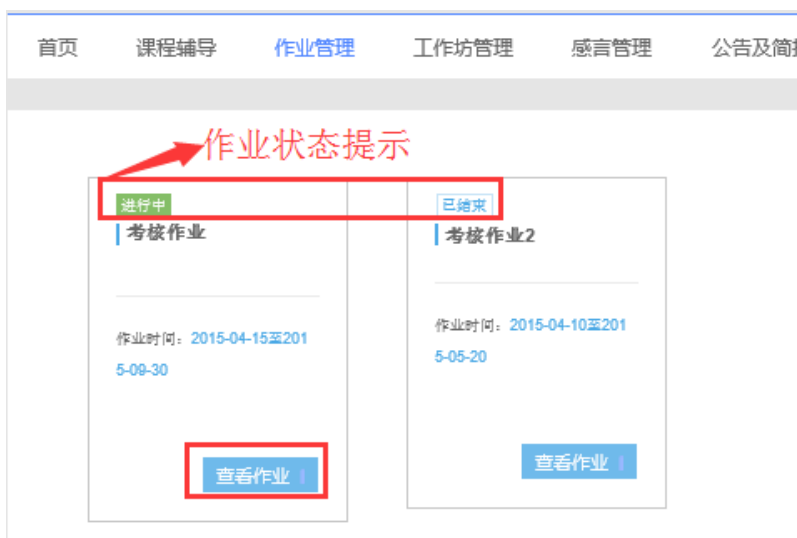 首页 课程辅导 作业管理 工作坊管理 感言管理 公告及简
作业状态提示
进行中
考核作业
作业时间：2015-04-15至201
5-09-30
查看作业
已结束
考核作业2
作业时间：2015-04-10至201
5-05-20
查看作业